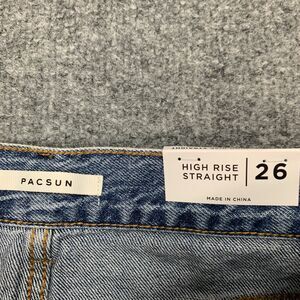 PACSUN
HIGH RISE
STRAIGHT
26
MADE IN CHINA